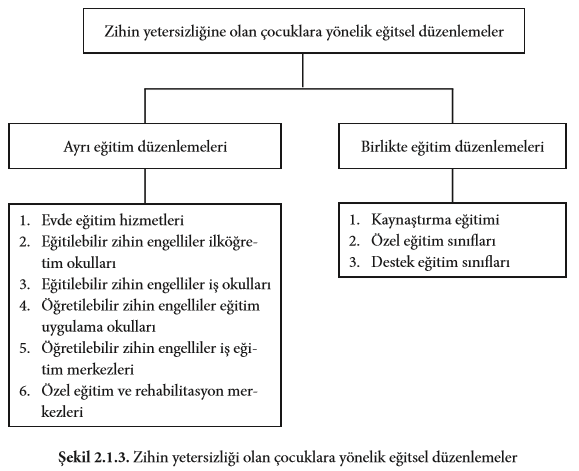 Zihin yetersizliğine olan çocuklara yönelik eğitsel düzenlemeler
Ayrı eğitim düzenlemeleri
1. Evde eğitim hizmetleri
2. Eğitilebilir zihin engelliler ilköğre-
tim okulları
3. Eğitilebilir zihin engelliler iş okulları
4. Öğretilebilir zihin engelliler eğitim
uygulama okulları
5. Öğretilebilir zihin engelliler iş eği-
tim merkezleri
6. Özel eğitim ve rehabilitasyon mer-
kezleri
Birlikte eğitim düzenlemeleri
1. Kaynaştırma eğitimi
2. Özel eğitim sınıfları
3. Destek eğitim sınıfları
Şekil 2.1.3. Zihin yetersizliği olan çocuklara yönelik eğitsel düzenlemeler